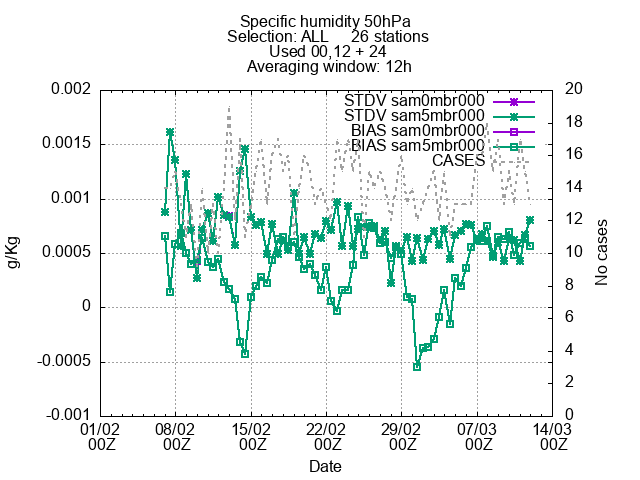 Specific humidity 50hPa
Selection: ALL 26 stations
Used 00,12 + 24
Averaging window: 12h
STDV sam0mbr000
STDV sam5mbr000
BIAS sam0mbr000
BIAS sam5mbr000
CASES
g/Kg
0.002
0.0015
0.001
0.0005
0
-0.0005
-0.001
No cases
20
18
16
14
12
10
8
6
4
2
0
01/02 08/02 15/02 22/02 29/02 07/03 14/03
00Z 00Z 00Z 00Z 00Z 00Z 00Z
Date